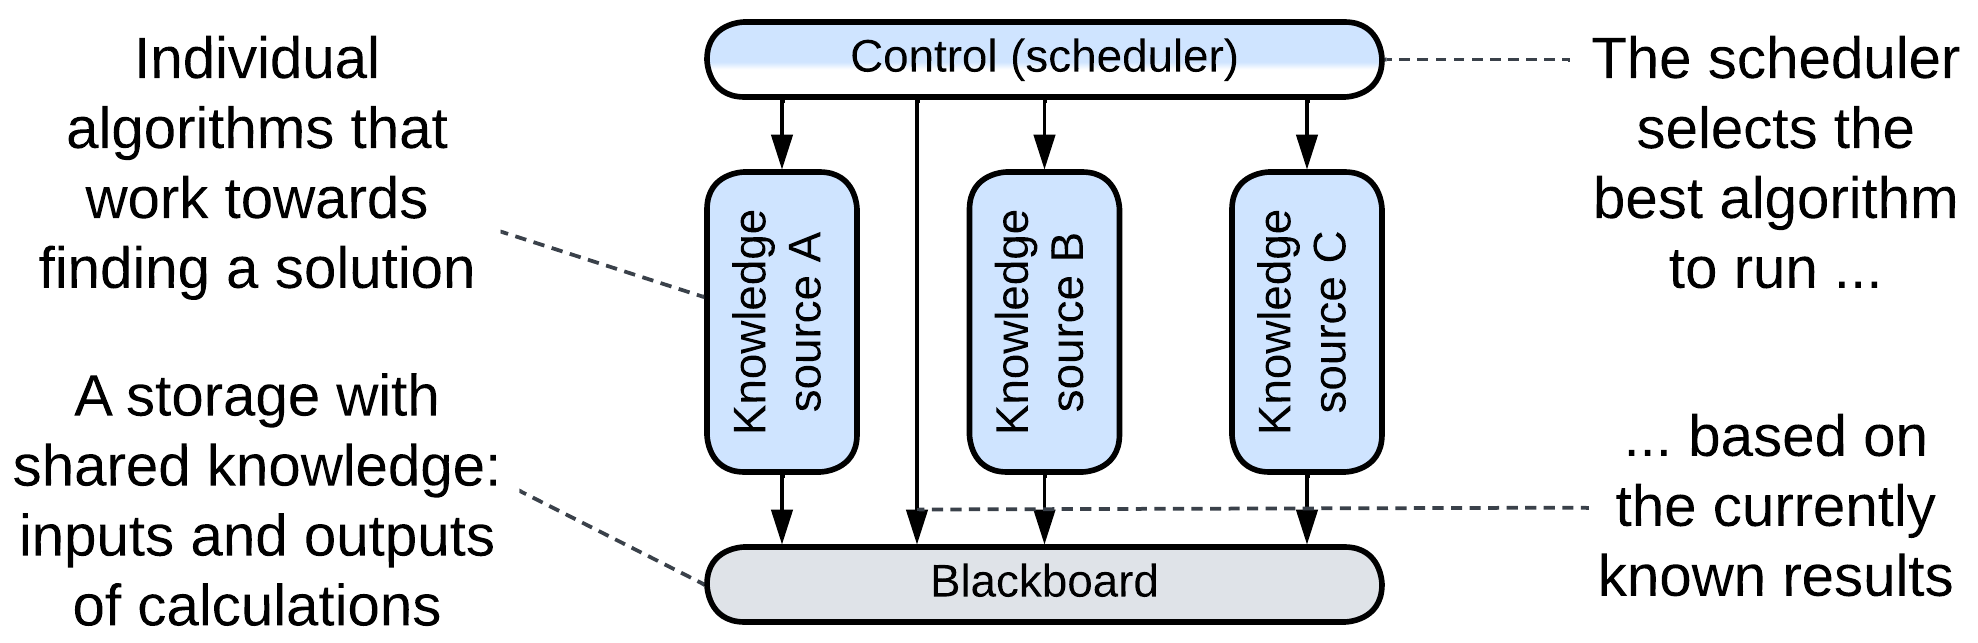 Individual
algorithms that
work towards
finding a solution
A storage with
shared knowledge:
inputs and outputs
of calculations
Control (scheduler)
Knowledge
source A
Knowledge
source B
Knowledge
source C
Blackboard
The scheduler
selects the
best algorithm
to run ...
... based on
the currently
known results